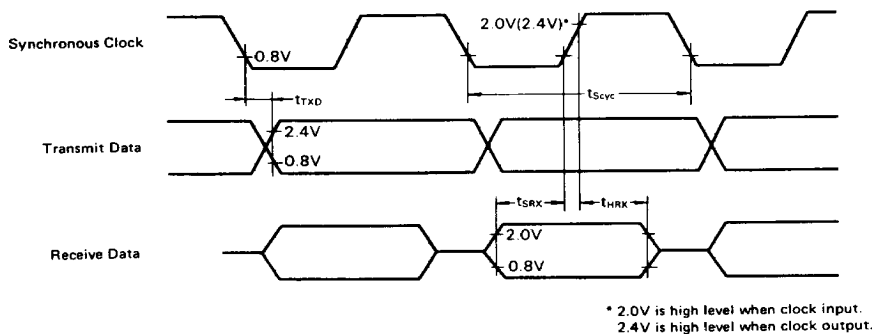 2.0V(2.4V)*
Synchronous Clock
0.8V
tTXD
tScyc
2.4V
Transmit Data
0.8V
tSRX
tHRX
2.0V
Receive Data
0.8V
* 2.0V is high level when clock input.
2.4V is high level when clock output.